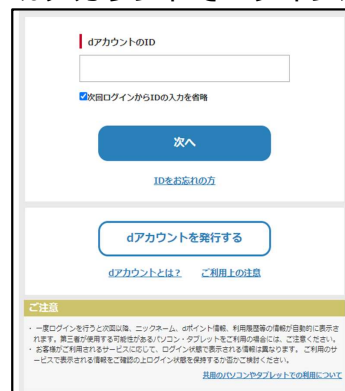 dアカウントのID
次回ログインからIDの入力を省略
次へ
IDをお忘れの方
dアカウントを発行する
dアカウントとは？ ご利用上の注意
ご注意
・ 一度ログインを行うと次回以降、ニックネーム、dポイント情報、利用履歴等の情報が自動的に表示さ
れます。第三者が使用する可能性があるパソコン・タブレットをご利用の場合には、ご注意ください。
・ お客様がご利用されるサービスに応じて、ログイン状態で表示される情報は異なります。ご利用のサ
ービスで表示される情報をご確認の上ログイン状態を保持するか否かご検討ください。
共用のパソコンやタブレットでの利用について